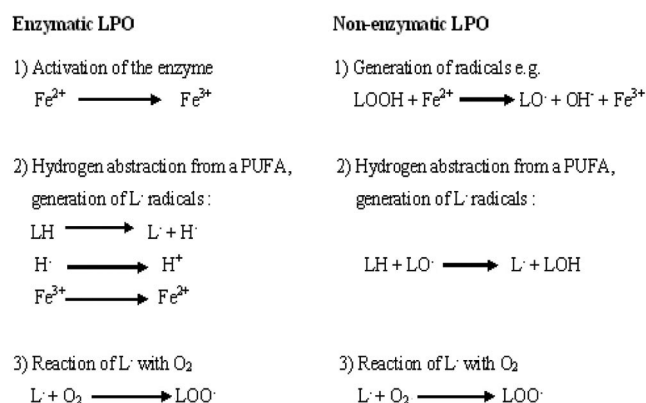 Enzymatic LPO
1) Activation of the enzyme
Fe²⁺ ⟶ Fe³⁺
2) Hydrogen abstraction from a PUFA,
generation of L· radicals :
LH ⟶ L· + H·
H· ⟶ H⁺
Fe³⁺ ⟶ Fe²⁺
3) Reaction of L· with O₂
L· + O₂ ⟶ LOO·
Non-enzymatic LPO
1) Generation of radicals e.g.
LOOH + Fe²⁺ ⟶ LO· + OH⁻ + Fe³⁺
2) Hydrogen abstraction from a PUFA,
generation of L· radicals :
LH + LO· ⟶ L· + LOH
3) Reaction of L· with O₂
L· + O₂ ⟶ LOO·